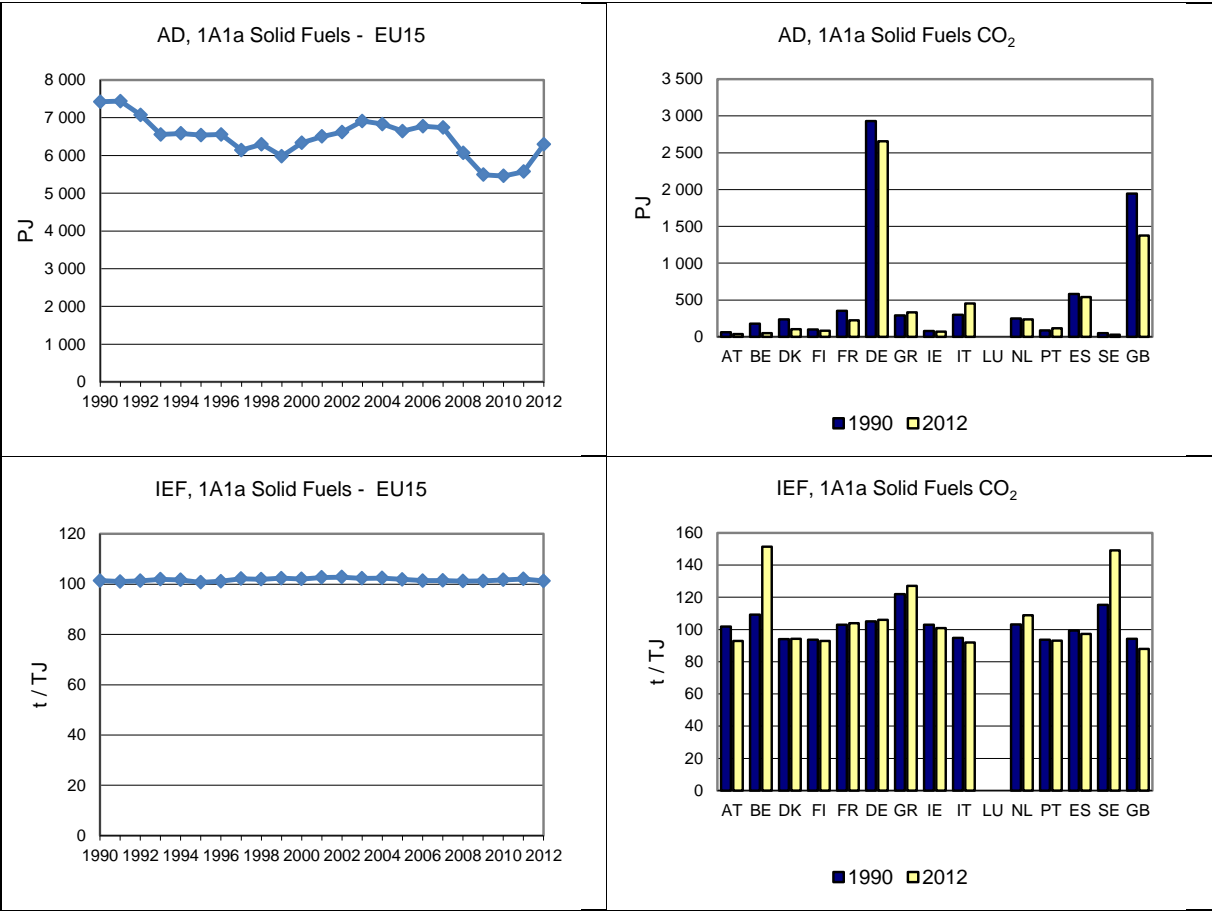 AD, 1A1a Solid Fuels - EU15
8 000
7 000
6 000
5 000
4 000
3 000
2 000
1 000
0
PJ
1990 1992 1994 1996 1998 2000 2002 2004 2006 2008 2010 2012
AD, 1A1a Solid Fuels CO₂
3 500
3 000
2 500
2 000
1 500
1 000
500
0
PJ
AT BE DK FI FR DE GR IE IT LU NL PT ES SE GB
1990 2012
IEF, 1A1a Solid Fuels - EU15
120
100
80
60
40
20
0
t / TJ
1990 1992 1994 1996 1998 2000 2002 2004 2006 2008 2010 2012
IEF, 1A1a Solid Fuels CO₂
160
140
120
100
80
60
40
20
0
t / TJ
AT BE DK FI FR DE GR IE IT LU NL PT ES SE GB
1990 2012